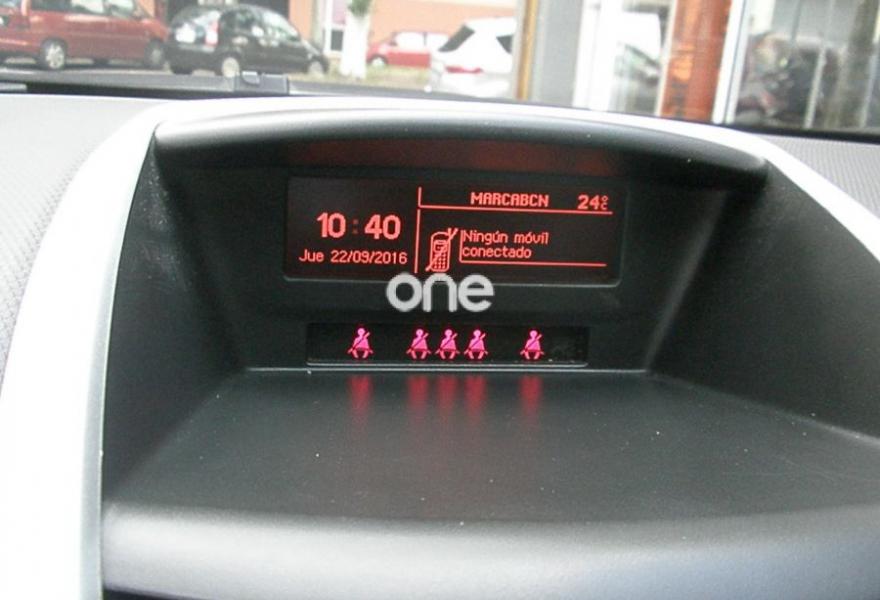 MARCABCN 24°C
10:40
Ningún móvil
conectado
Jue 22/09/2016
one